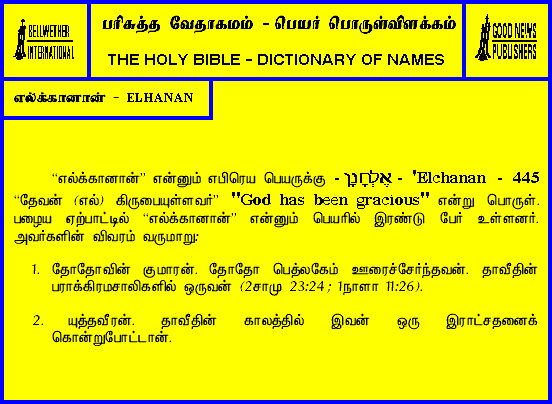 BELLWETHER
INTERNATIONAL
பரிசுத்த வேதாகமம் - பெயர் பொருள்விளக்கம்
THE HOLY BIBLE - DICTIONARY OF NAMES
GOOD NEWS
PUBLISHERS
எல்க்கானான் - ELHANAN
“எல்க்கானான்” என்னும் எபிரெய பெயருக்கு - אֶלְחָנָן - 'Elchanan - 445
“தேவன் (எல்) கிருபையுள்ளவர்” "God has been gracious" என்று பொருள்.
பழைய ஏற்பாட்டில் “எல்க்கானான்” என்னும் பெயரில் இரண்டு பேர் உள்ளனர்.
அவர்களின் விவரம் வருமாறு:
1. தோதோவின் குமாரன். தோதோ பெத்லகேம் ஊரைச்சேர்ந்தவன். தாவீதின்
பராக்கிரமசாலிகளில் ஒருவன் (2சாமு 23:24 ; 1நாளா 11:26).
2. யுத்தவீரன். தாவீதின் காலத்தில் இவன் ஒரு இராட்சதனைக்
கொன்றுபோட்டான்.